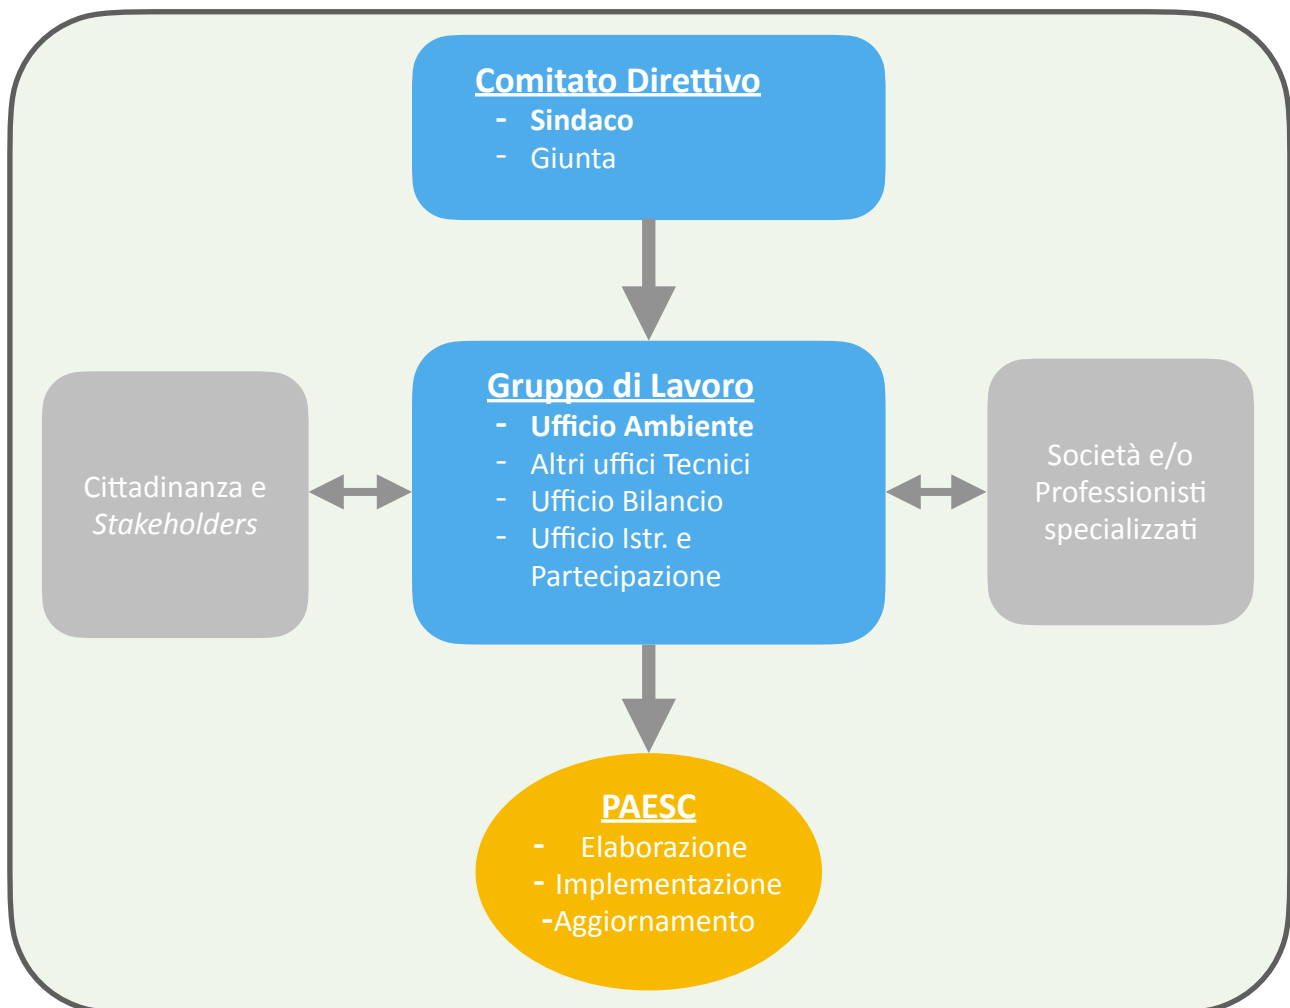 Comitato Direttivo
- Sindaco
- Giunta
Gruppo di Lavoro
- Ufficio Ambiente
- Altri uffici Tecnici
- Ufficio Bilancio
- Ufficio Istr. e
Partecipazione
Cittadinanza e
Stakeholders
Società e/o
Professionisti
specializzati
PAESC
- Elaborazione
- Implementazione
-Aggiornamento